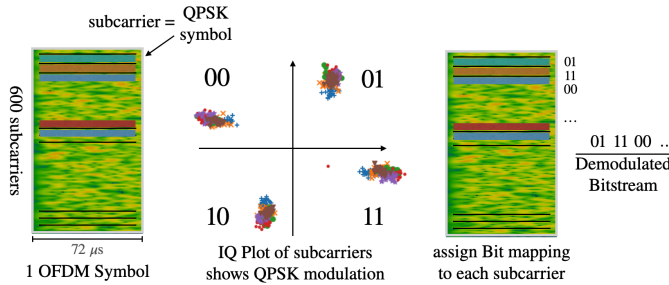 subcarrier = QPSK symbol
600 subcarriers
72 μs
1 OFDM Symbol
00
01
10
11
IQ Plot of subcarriers
shows QPSK modulation
01
11
00
...
assign Bit mapping
to each subcarrier
01 11 00 ..
Demodulated
Bitstream